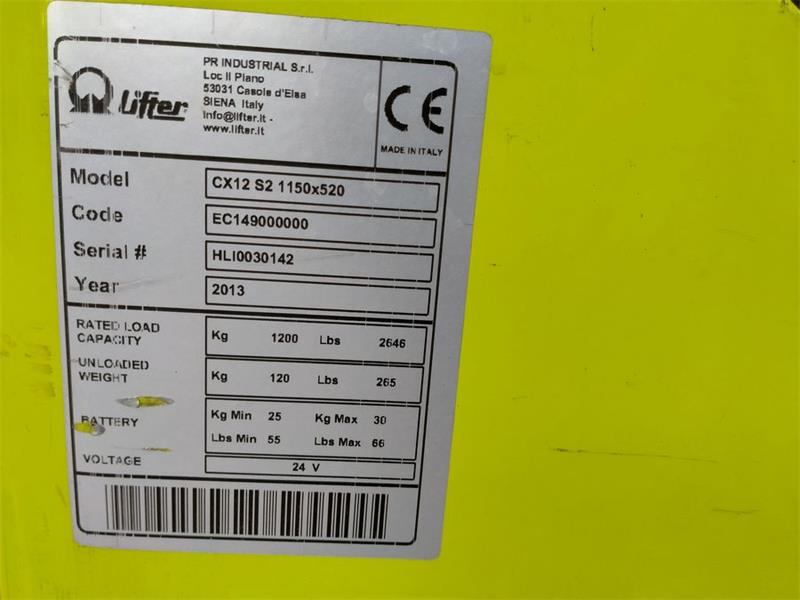 Lifter
PR INDUSTRIAL S.r.l.
Loc Il Piano
53031 Casole d'Elsa
SIENA Italy
info@lifter.it -
www.lifter.it
CE
MADE IN ITALY
Model CX12 S2 1150x520
Code EC149000000
Serial # HLI0030142
Year 2013
RATED LOAD
CAPACITY
Kg 1200 Lbs 2646
UNLOADED
WEIGHT
Kg 120 Lbs 265
BATTERY
Kg Min 25 Kg Max 30
Lbs Min 55 Lbs Max 66
VOLTAGE 24 V